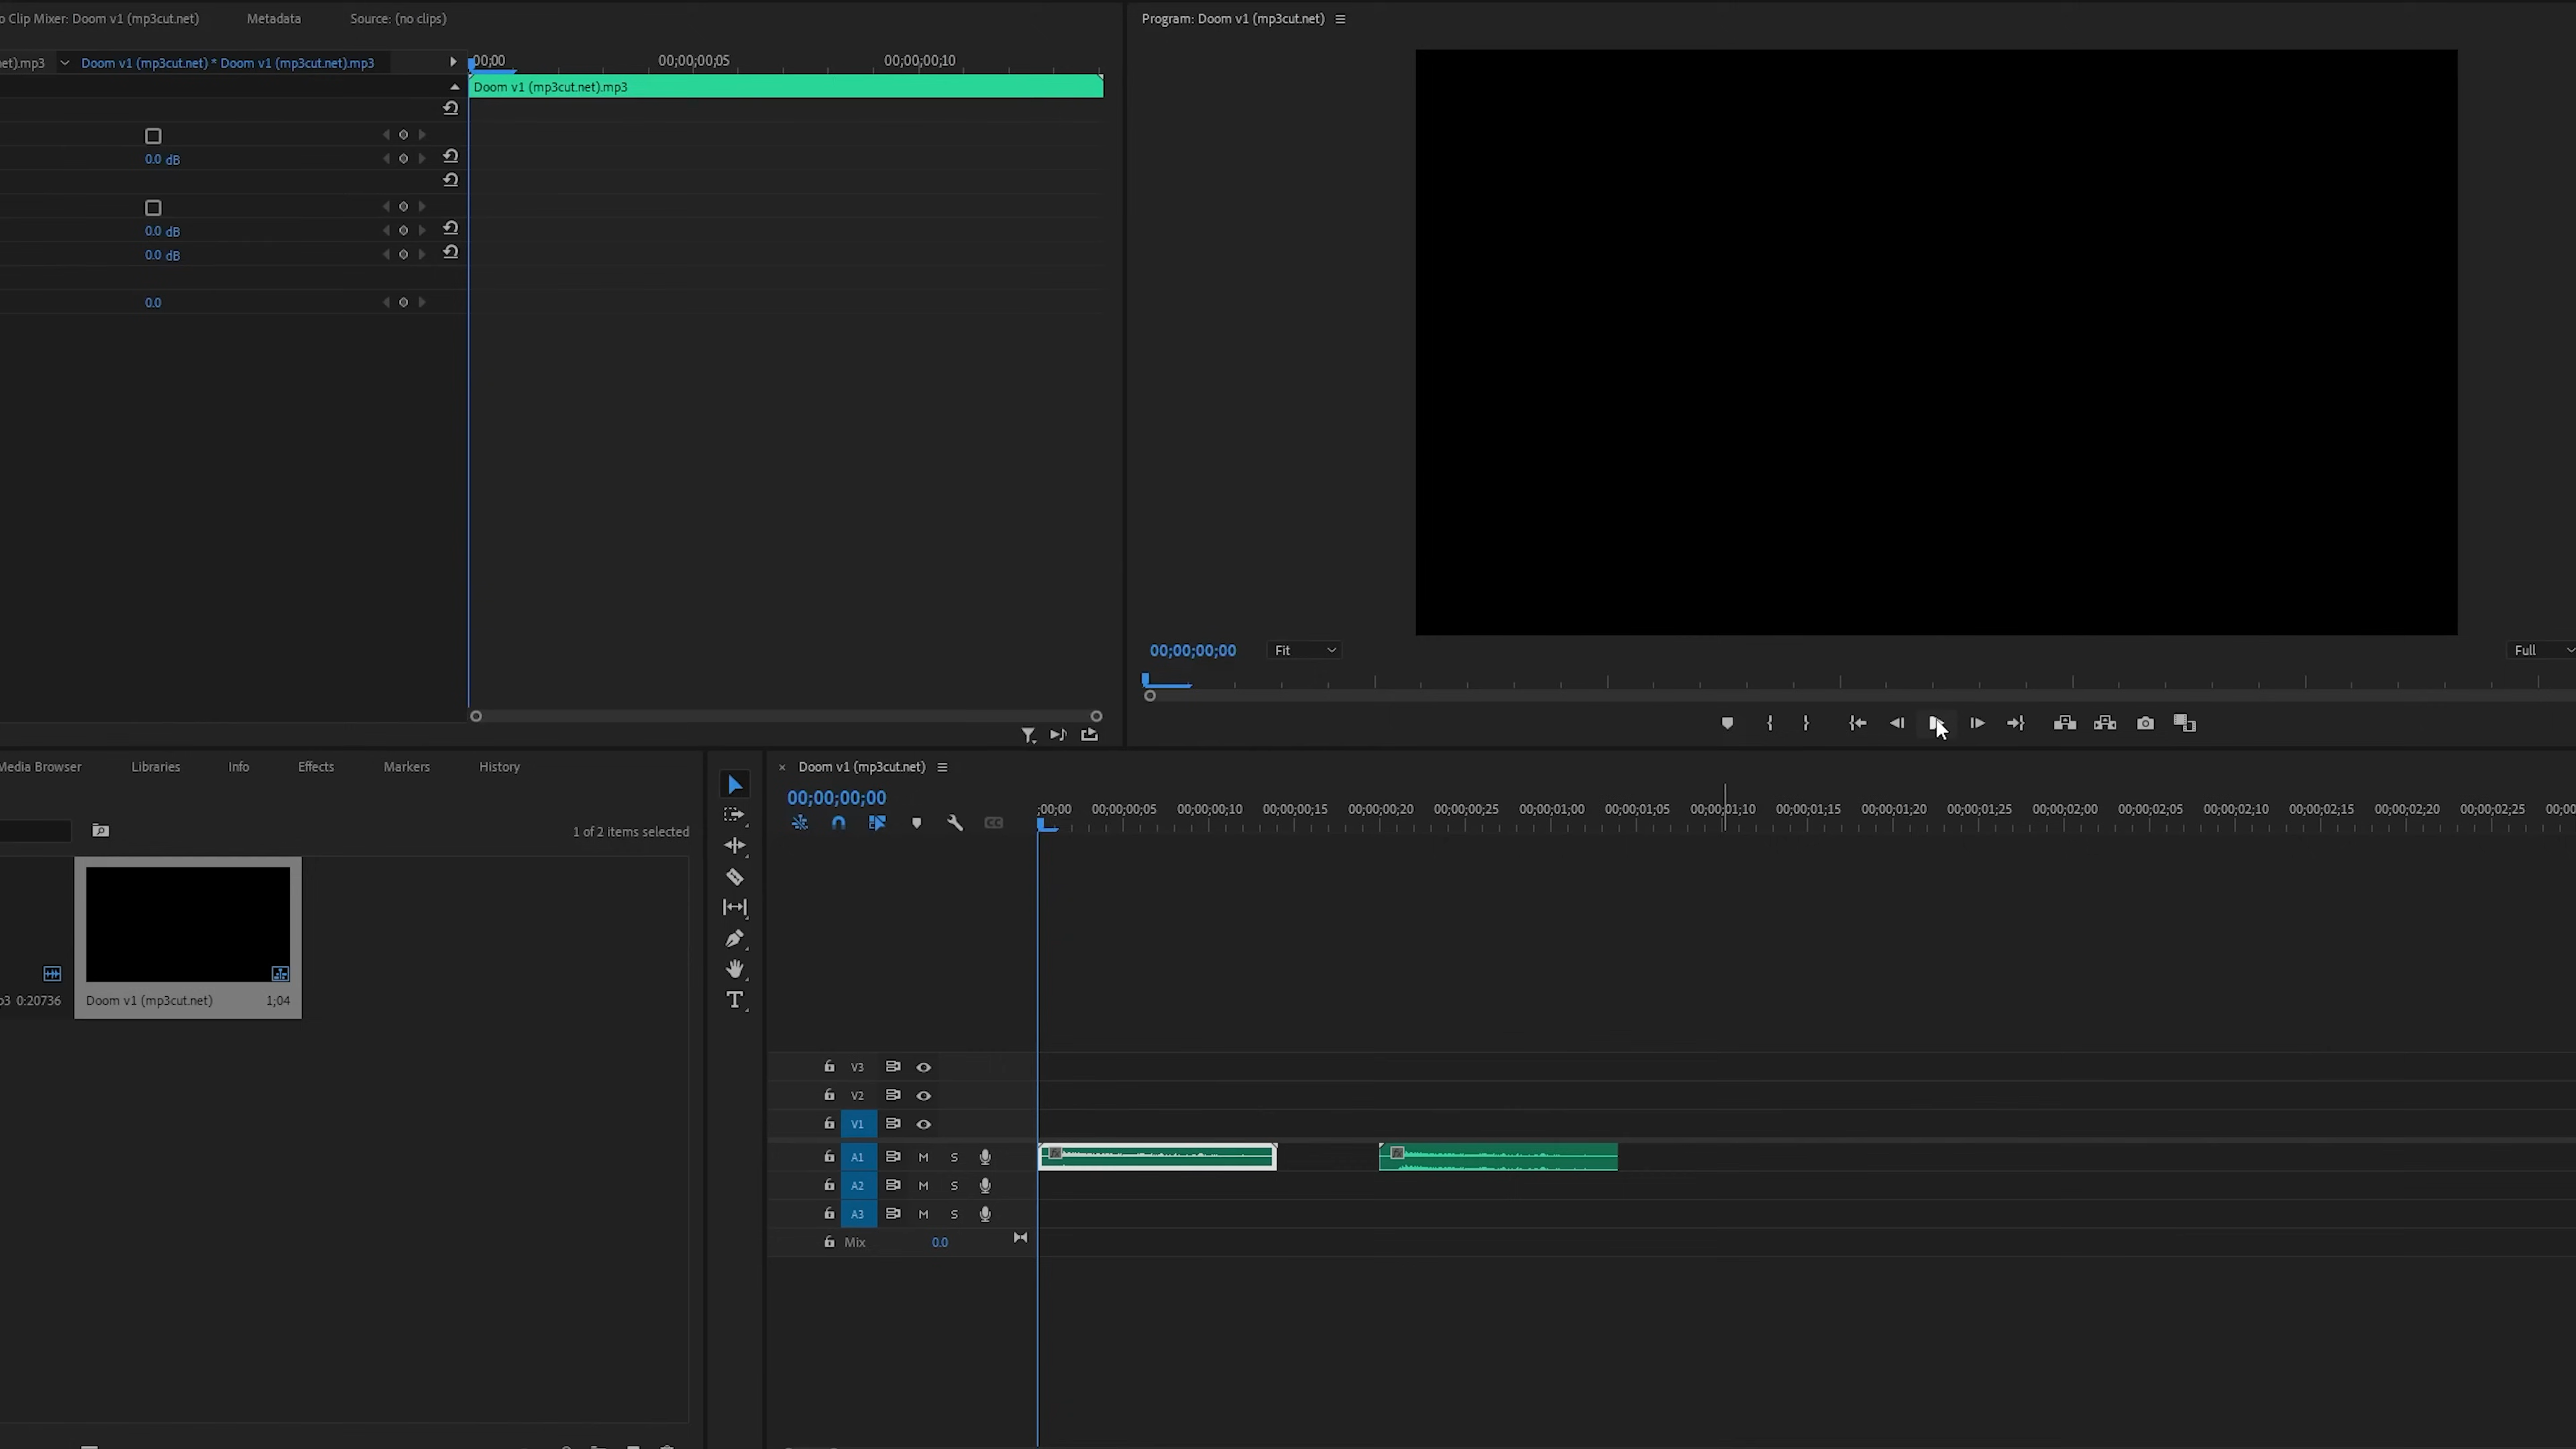 o Clip Mixer: Doom v1 (mp3cut.net)
Metadata
Source: (no clips)
et).mp3
Doom v1 (mp3cut.net) * Doom v1 (mp3cut.net).mp3
00;00
00;00;00;05
00;00;00;10
Doom v1 (mp3cut.net).mp3
0.0 dB
0.0 dB
0.0 dB
0.0
Program: Doom v1 (mp3cut.net)
00;00;00;00
Fit
Full
Media Browser
Libraries
Info
Effects
Markers
History
1 of 2 items selected
p3 0:20736
Doom v1 (mp3cut.net)
1;04
T
× Doom v1 (mp3cut.net)
00;00;00;00
CC
;00;00
00;00;00;05
00;00;00;10
00;00;00;15
00;00;00;20
00;00;00;25
00;00;01;00
00;00;01;05
00;00;01;10
00;00;01;15
00;00;01;20
00;00;01;25
00;00;02;00
00;00;02;05
00;00;02;10
00;00;02;15
00;00;02;20
00;00;02;25
00;0
V3
V2
V1
A1 M S
fx
fx
A2 M S
A3 M S
Mix 0.0